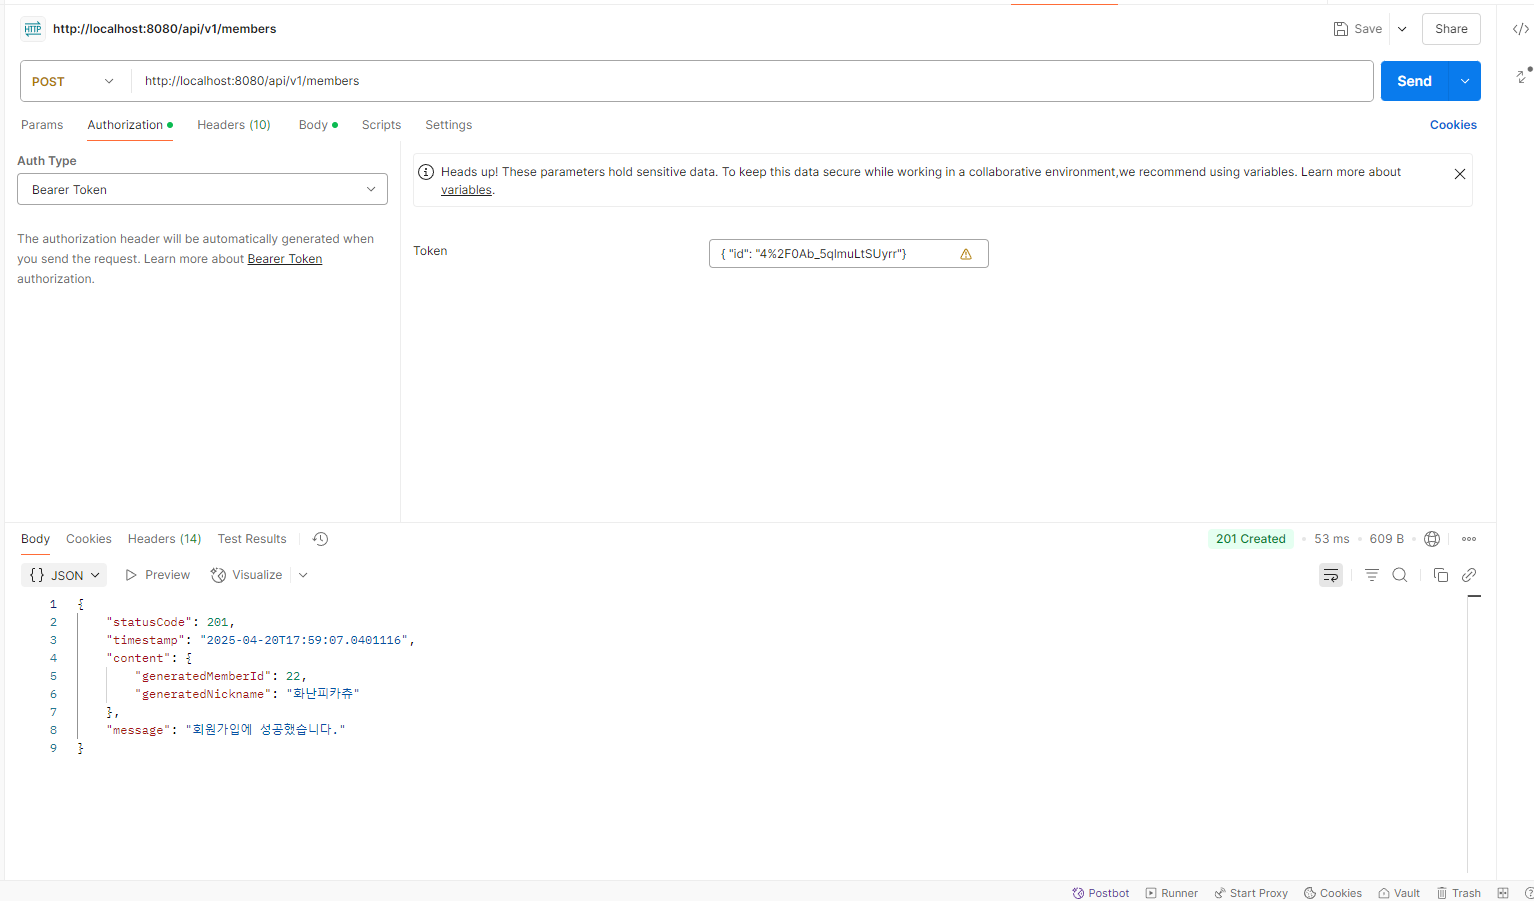 HTTP http://localhost:8080/api/v1/members
Save
Share
POST
http://localhost:8080/api/v1/members
Send
Params
Authorization
Headers (10)
Body
Scripts
Settings
Cookies
Auth Type
Bearer Token
The authorization header will be automatically generated when
you send the request. Learn more about Bearer Token
authorization.
Heads up! These parameters hold sensitive data. To keep this data secure while working in a collaborative environment,we recommend using variables. Learn more about
variables.
Token
{ "id": "4%2F0Ab_5qlmuLtSUyrr"}
Body
Cookies
Headers (14)
Test Results
201 Created
53 ms
609 B
{} JSON
Preview
Visualize
1 {
2 "statusCode": 201,
3 "timestamp": "2025-04-20T17:59:07.0401116",
4 "content": {
5 "generatedMemberId": 22,
6 "generatedNickname": "화난피카츄"
7 },
8 "message": "회원가입에 성공했습니다."
9 }
Postbot
Runner
Start Proxy
Cookies
Vault
Trash